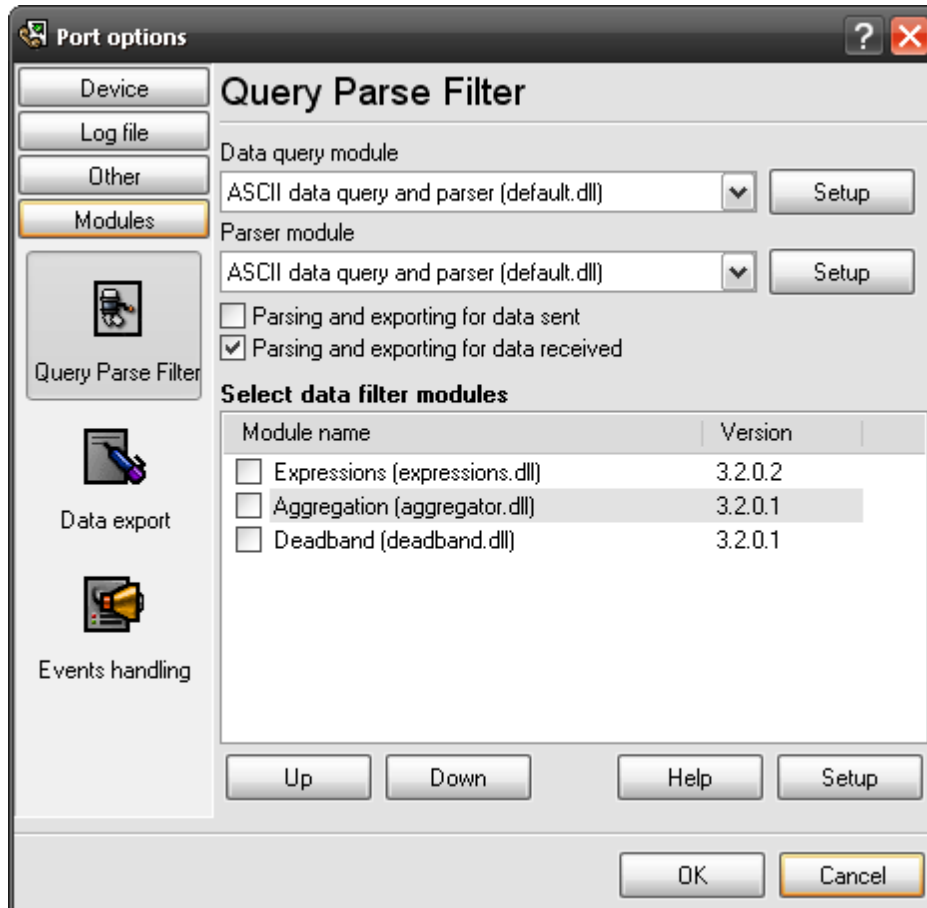 Port options
Device
Log file
Other
Modules
Query Parse Filter
Data export
Events handling
Query Parse Filter
Data query module
ASCII data query and parser (default.dll) Setup
Parser module
ASCII data query and parser (default.dll) Setup
Parsing and exporting for data sent
Parsing and exporting for data received
Select data filter modules
Module name Version
Expressions (expressions.dll) 3.2.0.2
Aggregation (aggregator.dll) 3.2.0.1
Deadband (deadband.dll) 3.2.0.1
Up Down Help Setup
OK Cancel